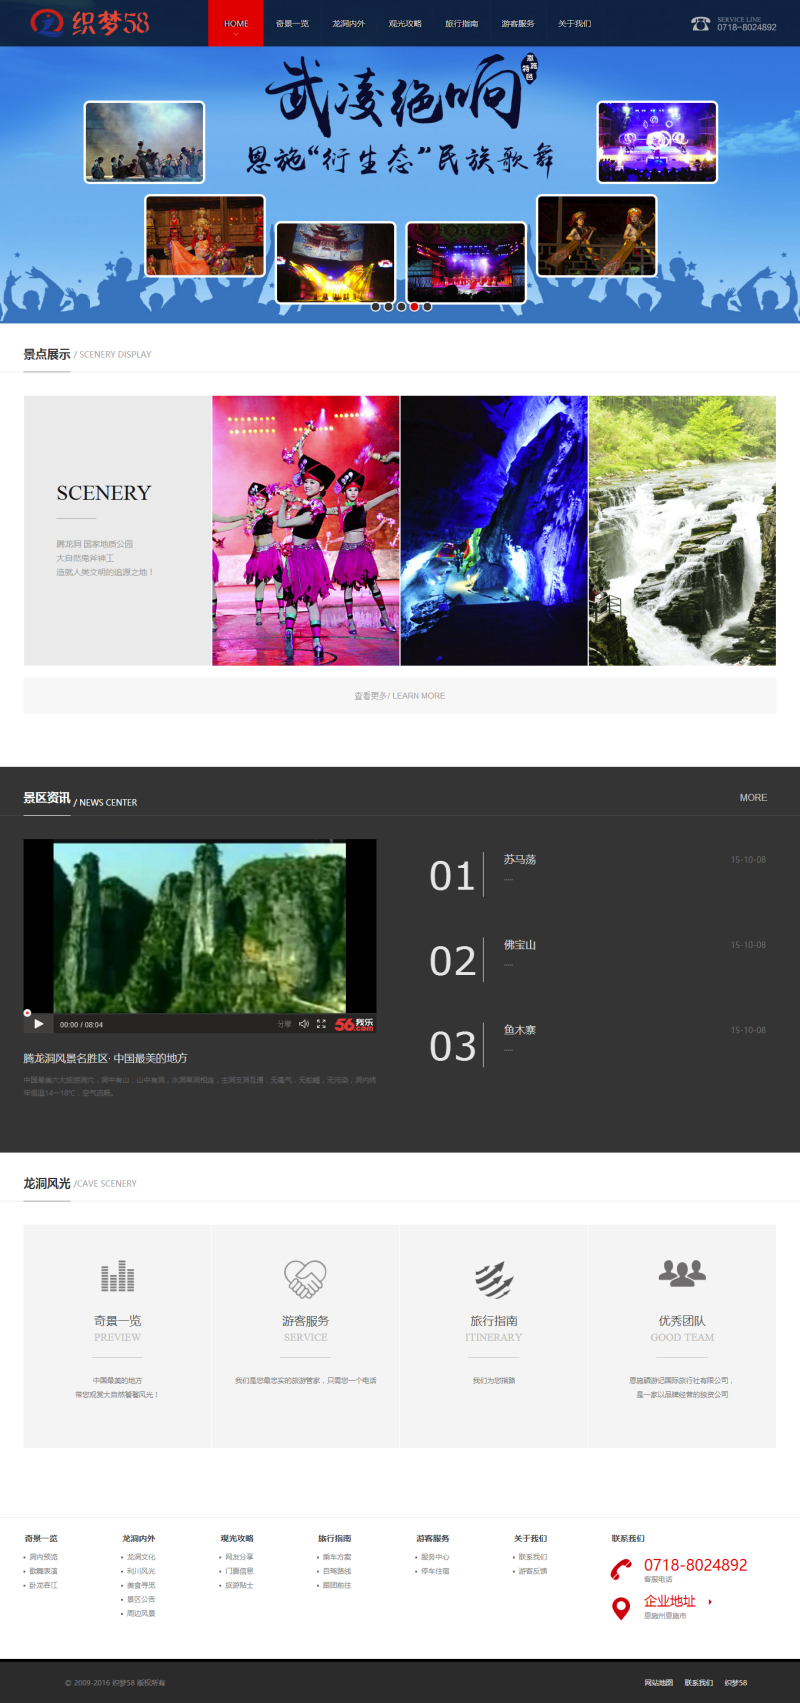 织梦58
HOME
奇景一览
龙洞内外
观光攻略
旅行指南
游客服务
关于我们
SERVICE LINE
0718-8024892
武凌绝响
恩施特色
恩施“衍生态”民族歌舞
景点展示 / SCENERY DISPLAY
SCENERY
腾龙洞 国家地质公园
大自然鬼斧神工
造就人类文明的追源之地！
查看更多/ LEARN MORE
景区资讯 / NEWS CENTER
MORE
00:00 / 08:04
分享
56我乐
.com
腾龙洞风景名胜区· 中国最美的地方
中国最美六大旅游洞穴，洞中有山，山中有洞，水洞旱洞相连，主洞支洞互通，无毒气，无蛇蝎，无污染，洞内终
年恒温14－18℃，空气流畅。
01
苏马荡
15-10-08
02
佛宝山
15-10-08
03
鱼木寨
15-10-08
龙洞风光 /CAVE SCENERY
奇景一览
PREVIEW
中国最美的地方
带您观赏大自然馨馨风光！
游客服务
SERVICE
我们是您最忠实的旅游管家，只需您一个电话
旅行指南
ITINERARY
我们为您指路
优秀团队
GOOD TEAM
恩施硒游记国际旅行社有限公司，
是一家以品牌经营的独资公司
奇景一览
洞内预览
歌舞表演
卧龙吞江
龙洞内外
龙洞文化
利川风光
美食寻觅
景区公告
周边风景
观光攻略
网友分享
门票信息
旅游贴士
旅行指南
乘车方案
自驾路线
跟团前往
游客服务
服务中心
停车住宿
关于我们
联系我们
游客反馈
联系我们
0718-8024892
客服电话
企业地址
恩施州恩施市
© 2009-2016 织梦58 版权所有
网站地图
联系我们
织梦58